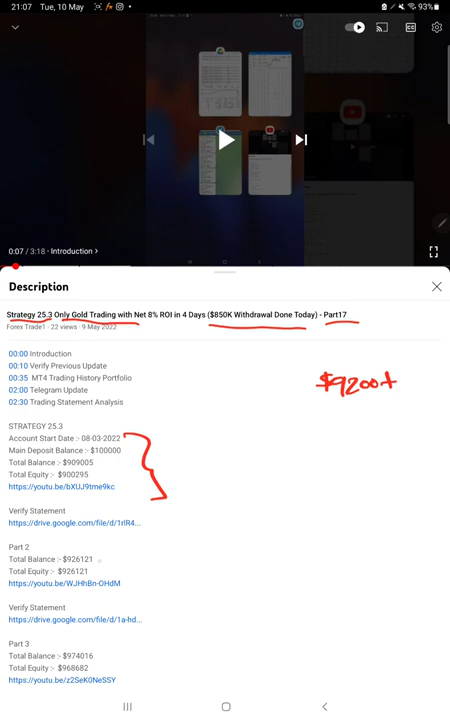 21:07 Tue, 10 May
93%
0:07 / 3:18 · Introduction >
Description
Strategy 25.3 Only Gold Trading with Net 8% ROI in 4 Days ($850K Withdrawal Done Today) - Part17
Forex Trade1 · 22 views · 9 May 2022
00:00 Introduction
00:10 Verify Previous Update
00:35 MT4 Trading History Portfolio
02:00 Telegram Update
02:30 Trading Statement Analysis
$9200+
STRATEGY 25.3
Account Start Date :- 08-03-2022
Main Deposit Balance :- $100000
Total Balance :- $909005
Total Equity :- $900295
https://youtu.be/bXUJ9tme9kc
Verify Statement
https://drive.google.com/file/d/1rlR4...
Part 2
Total Balance :- $926121
Total Equity :- $926121
https://youtu.be/WJHhBn-OHdM
Verify Statement
https://drive.google.com/file/d/1a-hd...
Part 3
Total Balance :- $974016
Total Equity :- $968682
https://youtu.be/z2SeK0NeSSY